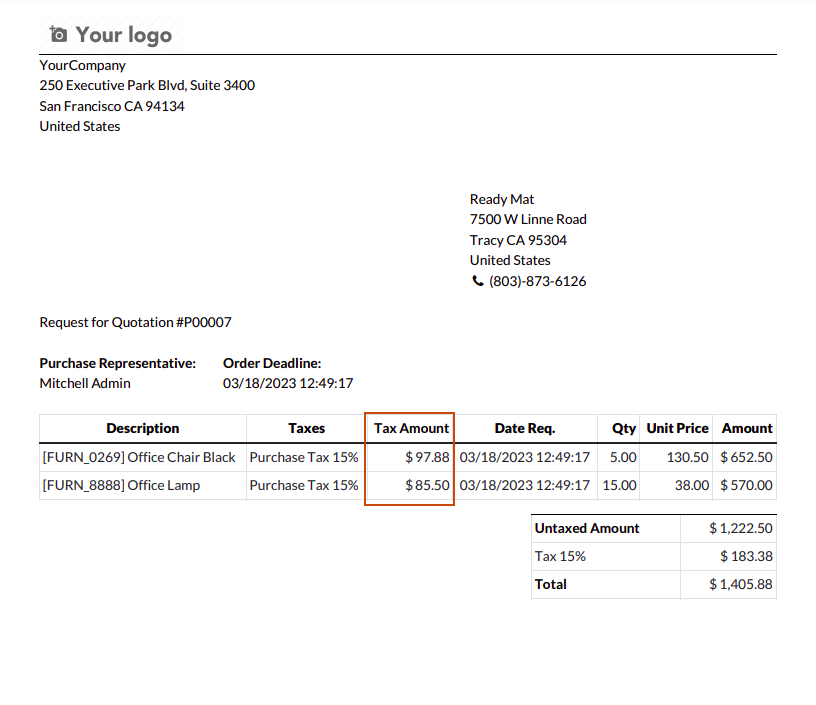 Your logo
YourCompany
250 Executive Park Blvd, Suite 3400
San Francisco CA 94134
United States
Ready Mat
7500 W Linne Road
Tracy CA 95304
United States
(803)-873-6126
Request for Quotation #P00007
Purchase Representative: Order Deadline:
Mitchell Admin 03/18/2023 12:49:17
Description Taxes Tax Amount Date Req. Qty Unit Price Amount
[FURN_0269] Office Chair Black Purchase Tax 15% $ 97.88 03/18/2023 12:49:17 5.00 130.50 $ 652.50
[FURN_8888] Office Lamp Purchase Tax 15% $ 85.50 03/18/2023 12:49:17 15.00 38.00 $ 570.00
Untaxed Amount $ 1,222.50
Tax 15% $ 183.38
Total $ 1,405.88